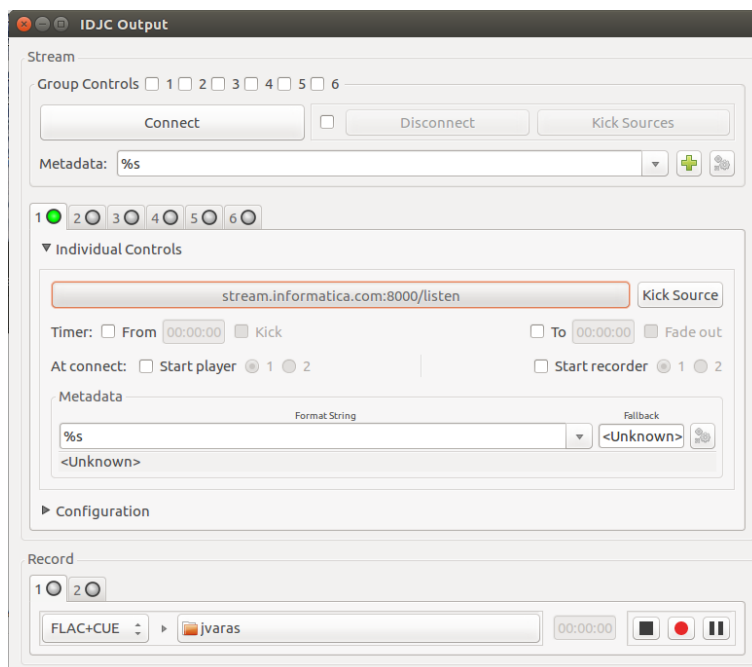 IDJC Output
Stream
Group Controls 1 2 3 4 5 6
Connect Disconnect Kick Sources
Metadata: %s
1 2 3 4 5 6
Individual Controls
stream.informatica.com:8000/listen Kick Source
Timer: From 00:00:00 Kick To 00:00:00 Fade out
At connect: Start player 1 2 Start recorder 1 2
Metadata
Format String Fallback
%s <Unknown>
<Unknown>
Configuration
Record
1 2
FLAC+CUE jvaras 00:00:00